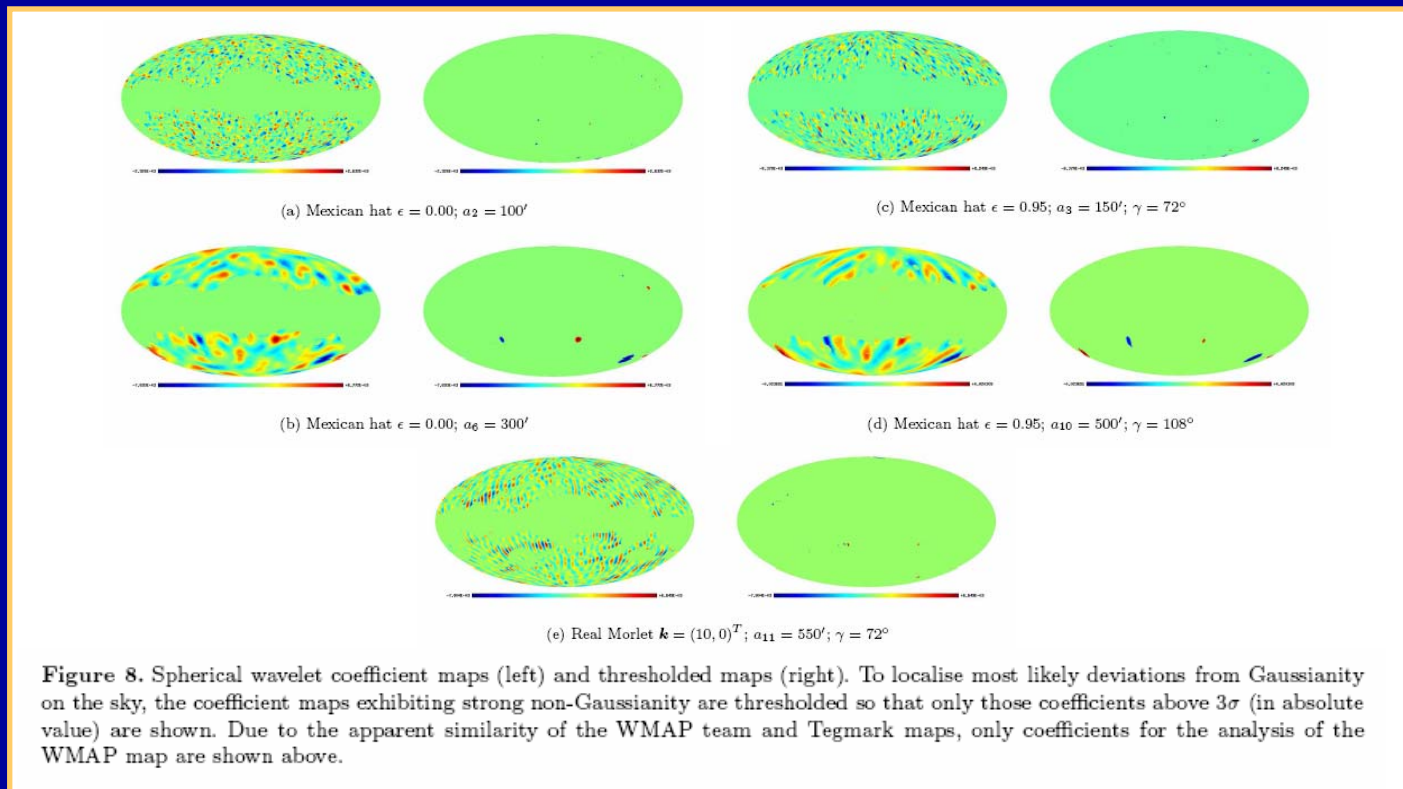 (a) Mexican hat ϵ = 0.00; a₂ = 100′
(c) Mexican hat ϵ = 0.95; a₃ = 150′; γ = 72°
(b) Mexican hat ϵ = 0.00; a₆ = 300′
(d) Mexican hat ϵ = 0.95; a₁₀ = 500′; γ = 108°
(e) Real Morlet k = (10, 0)ᵀ; a₁₁ = 550′; γ = 72°
Figure 8. Spherical wavelet coefficient maps (left) and thresholded maps (right). To localise most likely deviations from Gaussianity
on the sky, the coefficient maps exhibiting strong non-Gaussianity are thresholded so that only those coefficients above 3σ (in absolute
value) are shown. Due to the apparent similarity of the WMAP team and Tegmark maps, only coefficients for the analysis of the
WMAP map are shown above.